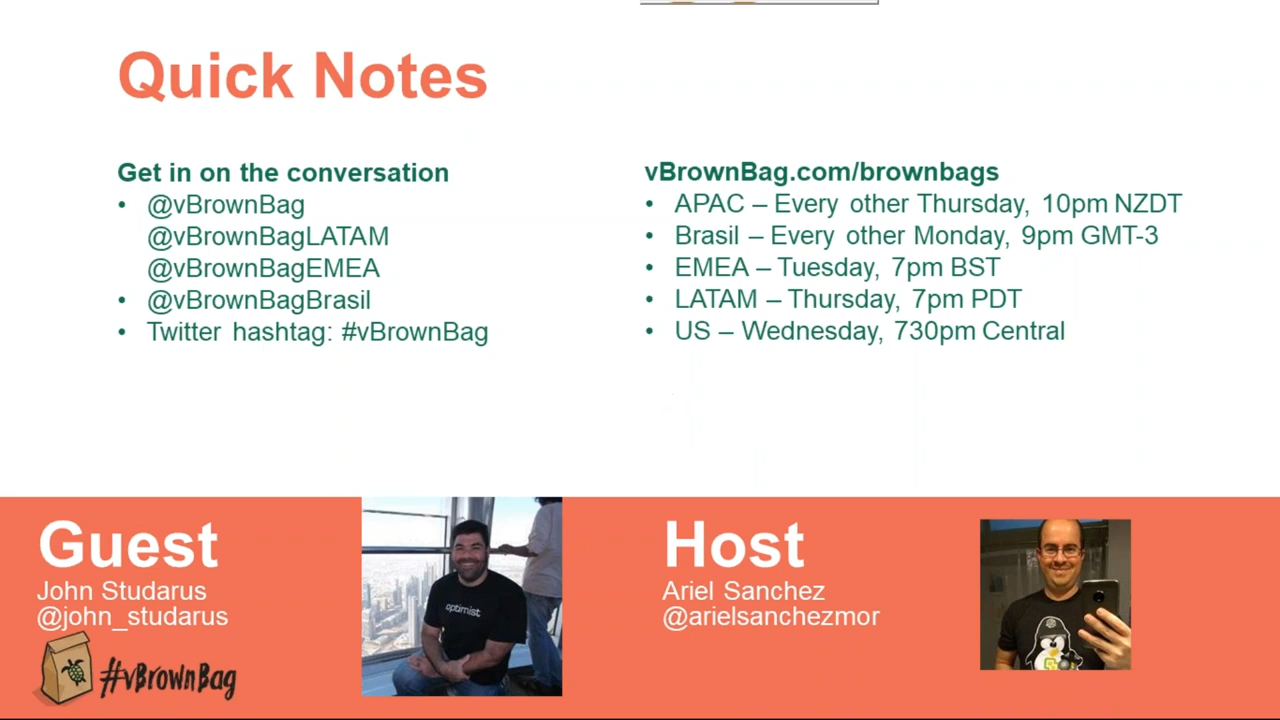 Quick Notes
Get in on the conversation
• @vBrownBag
@vBrownBagLATAM
@vBrownBagEMEA
• @vBrownBagBrasil
• Twitter hashtag: #vBrownBag
vBrownBag.com/brownbags
• APAC – Every other Thursday, 10pm NZDT
• Brasil – Every other Monday, 9pm GMT-3
• EMEA – Tuesday, 7pm BST
• LATAM – Thursday, 7pm PDT
• US – Wednesday, 730pm Central
Guest
John Studarus
@john_studarus
#vBrownBag
optimist
Host
Ariel Sanchez
@arielsanchezmor